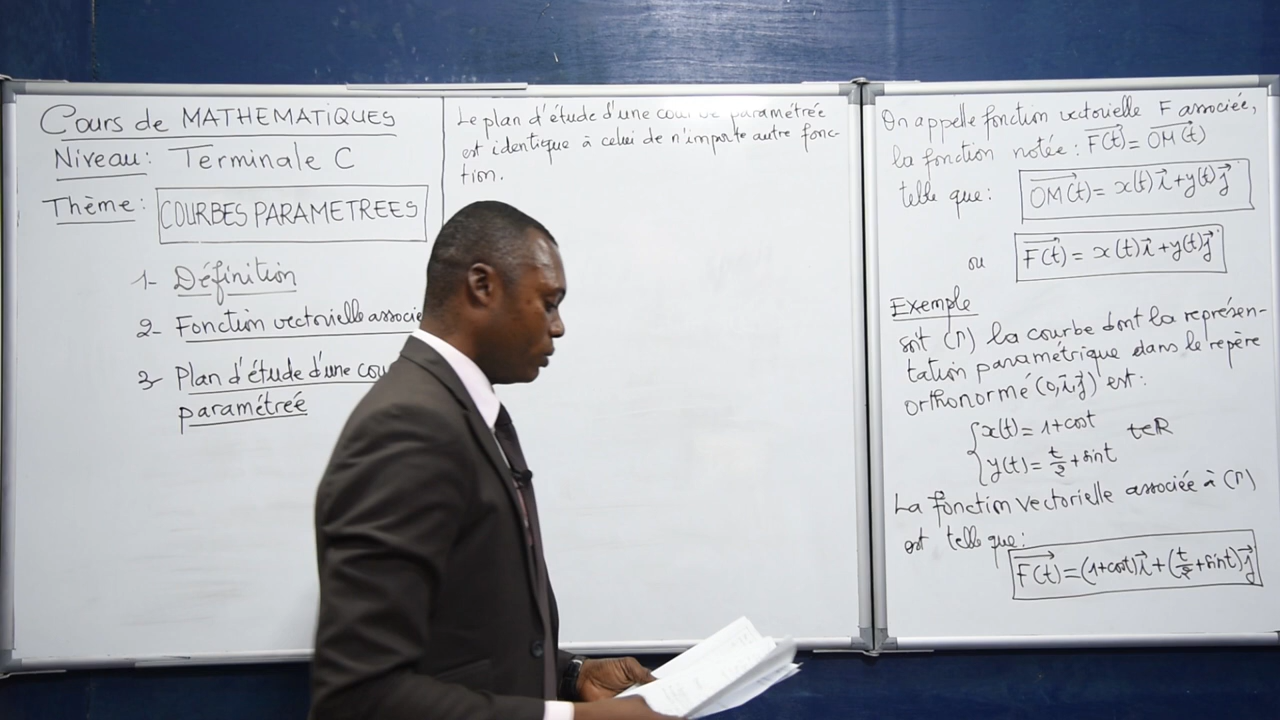 Cours de MATHEMATIQUES
Niveau: Terminale C
Thème: COURBES PARAMETREES
1- Définition
2- Fonction vectorielle associé
3- Plan d'étude d'une cou
paramétrée
Le plan d'étude d'une courbe paramétrée
est identique à celui de n'importe autre fonc-
tion.
On appelle fonction vectorielle F associée,
la fonction notée: F(t)⃗ = OM(t)⃗
telle que: OM(t)⃗ = x(t)i⃗ + y(t)j⃗
ou F(t)⃗ = x(t)i⃗ + y(t)j⃗
Exemple
soit (Γ) la courbe dont la représen-
tation paramétrique dans le repère
orthonormé (O,i⃗,j⃗) est:
{x(t) = 1+cost t∈R
{y(t) = t/2 + sint
La fonction vectorielle associée à (Γ)
est telle que:
F(t)⃗ = (1+cost)i⃗ + (t/2 + sint)j⃗